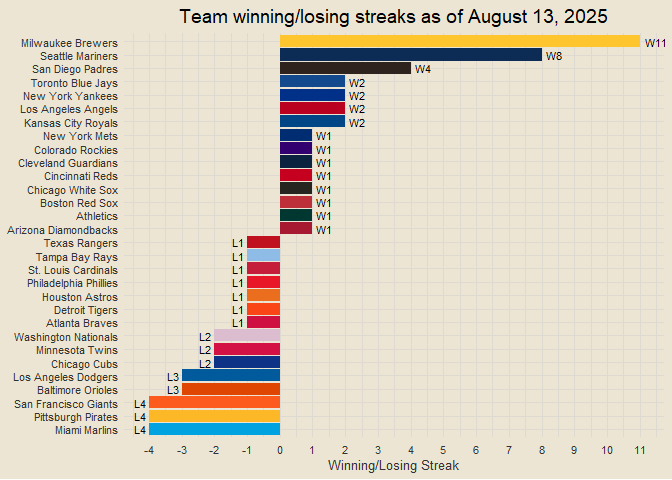 Team winning/losing streaks as of August 13, 2025
Milwaukee Brewers W11
Seattle Mariners W8
San Diego Padres W4
Toronto Blue Jays W2
New York Yankees W2
Los Angeles Angels W2
Kansas City Royals W2
New York Mets W1
Colorado Rockies W1
Cleveland Guardians W1
Cincinnati Reds W1
Chicago White Sox W1
Boston Red Sox W1
Athletics W1
Arizona Diamondbacks W1
Texas Rangers L1
Tampa Bay Rays L1
St. Louis Cardinals L1
Philadelphia Phillies L1
Houston Astros L1
Detroit Tigers L1
Atlanta Braves L1
Washington Nationals L2
Minnesota Twins L2
Chicago Cubs L2
Los Angeles Dodgers L3
Baltimore Orioles L3
San Francisco Giants L4
Pittsburgh Pirates L4
Miami Marlins L4
-4 -3 -2 -1 0 1 2 3 4 5 6 7 8 9 10 11
Winning/Losing Streak